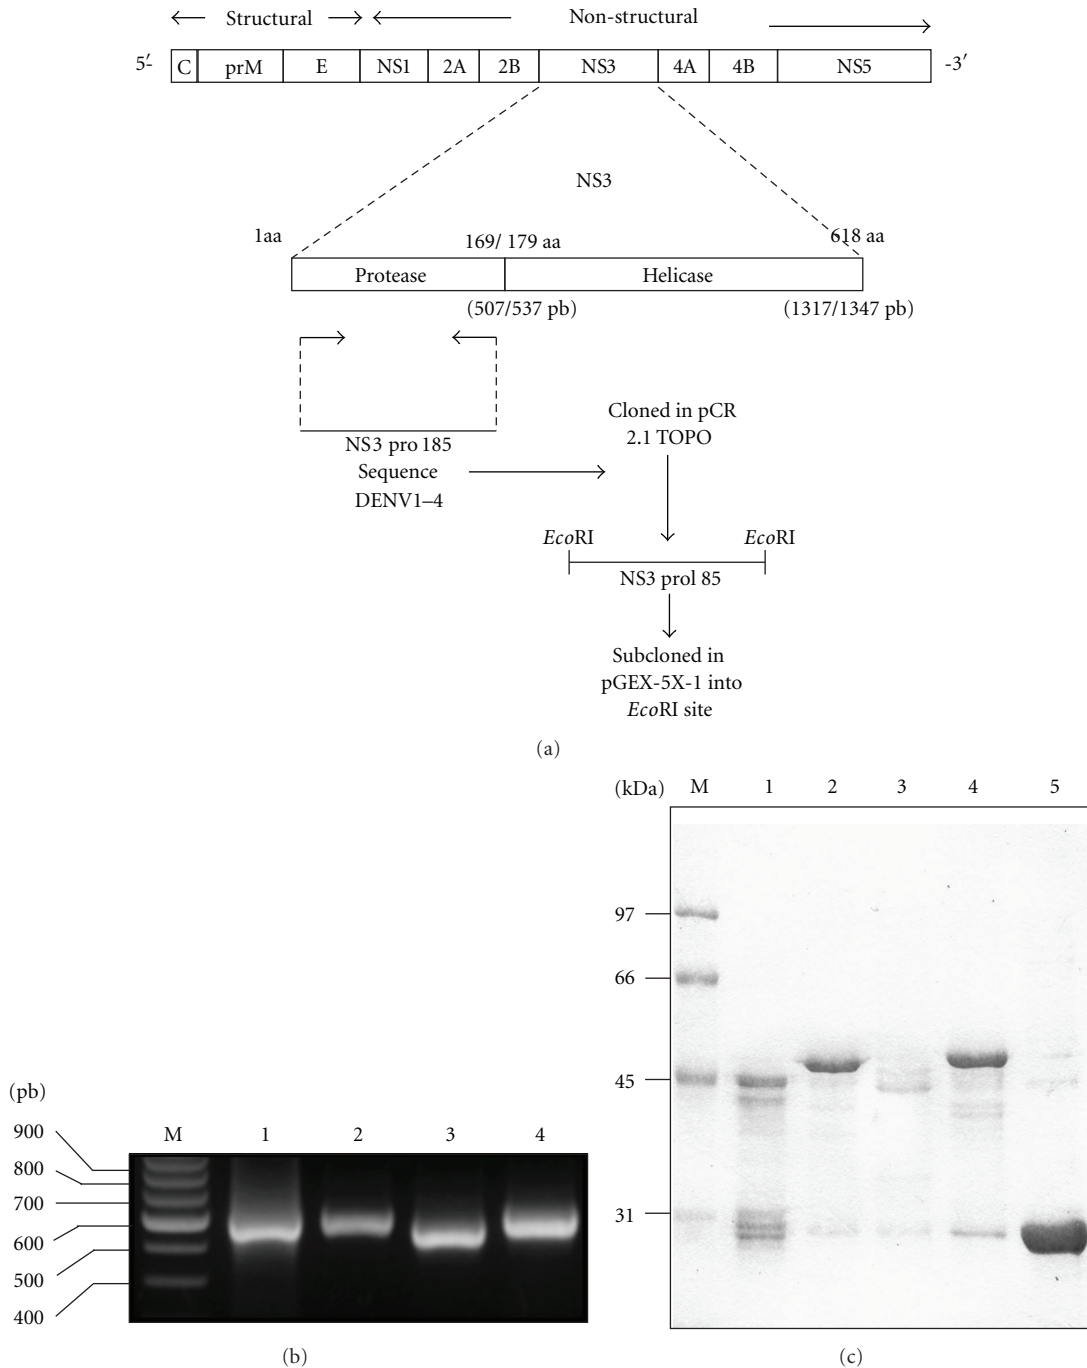 Structural
Non-structural
5′-
C
prM
E
NS1
2A
2B
NS3
4A
4B
NS5
-3′
NS3
1aa
169/ 179 aa
618 aa
Protease
Helicase
(507/537 pb)
(1317/1347 pb)
NS3 pro 185
Sequence
DENV1–4
Cloned in pCR
2.1 TOPO
EcoRI
EcoRI
NS3 prol 85
Subcloned in
pGEX-5X-1 into
EcoRI site
(a)
(pb)
M
1
2
3
4
900
800
700
600
500
400
(b)
(kDa)
M
1
2
3
4
5
97
66
45
31
(c)